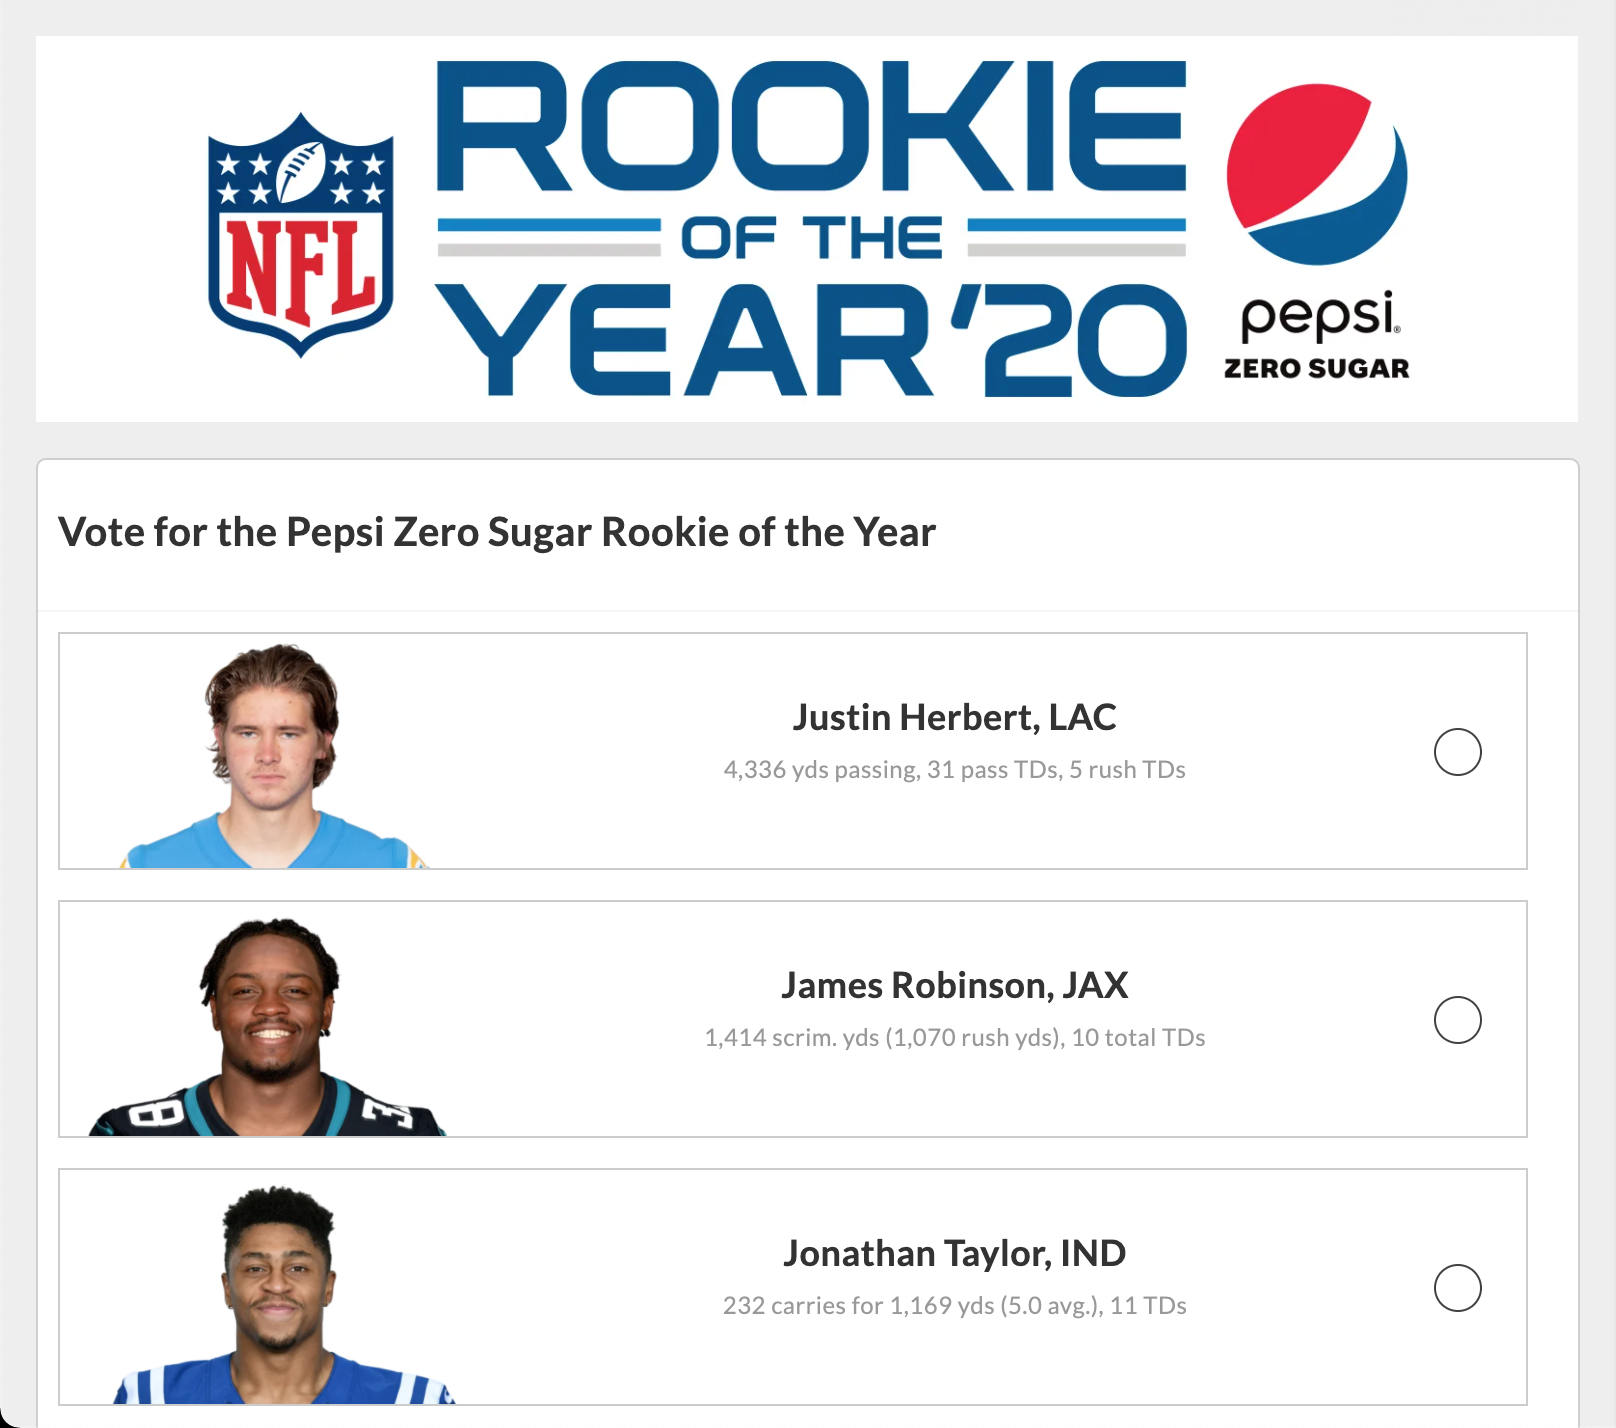 NFL
ROOKIE
OF THE
YEAR '20
pepsi®
ZERO SUGAR
Vote for the Pepsi Zero Sugar Rookie of the Year
Justin Herbert, LAC
4,336 yds passing, 31 pass TDs, 5 rush TDs
James Robinson, JAX
1,414 scrim. yds (1,070 rush yds), 10 total TDs
8
3
Jonathan Taylor, IND
232 carries for 1,169 yds (5.0 avg.), 11 TDs